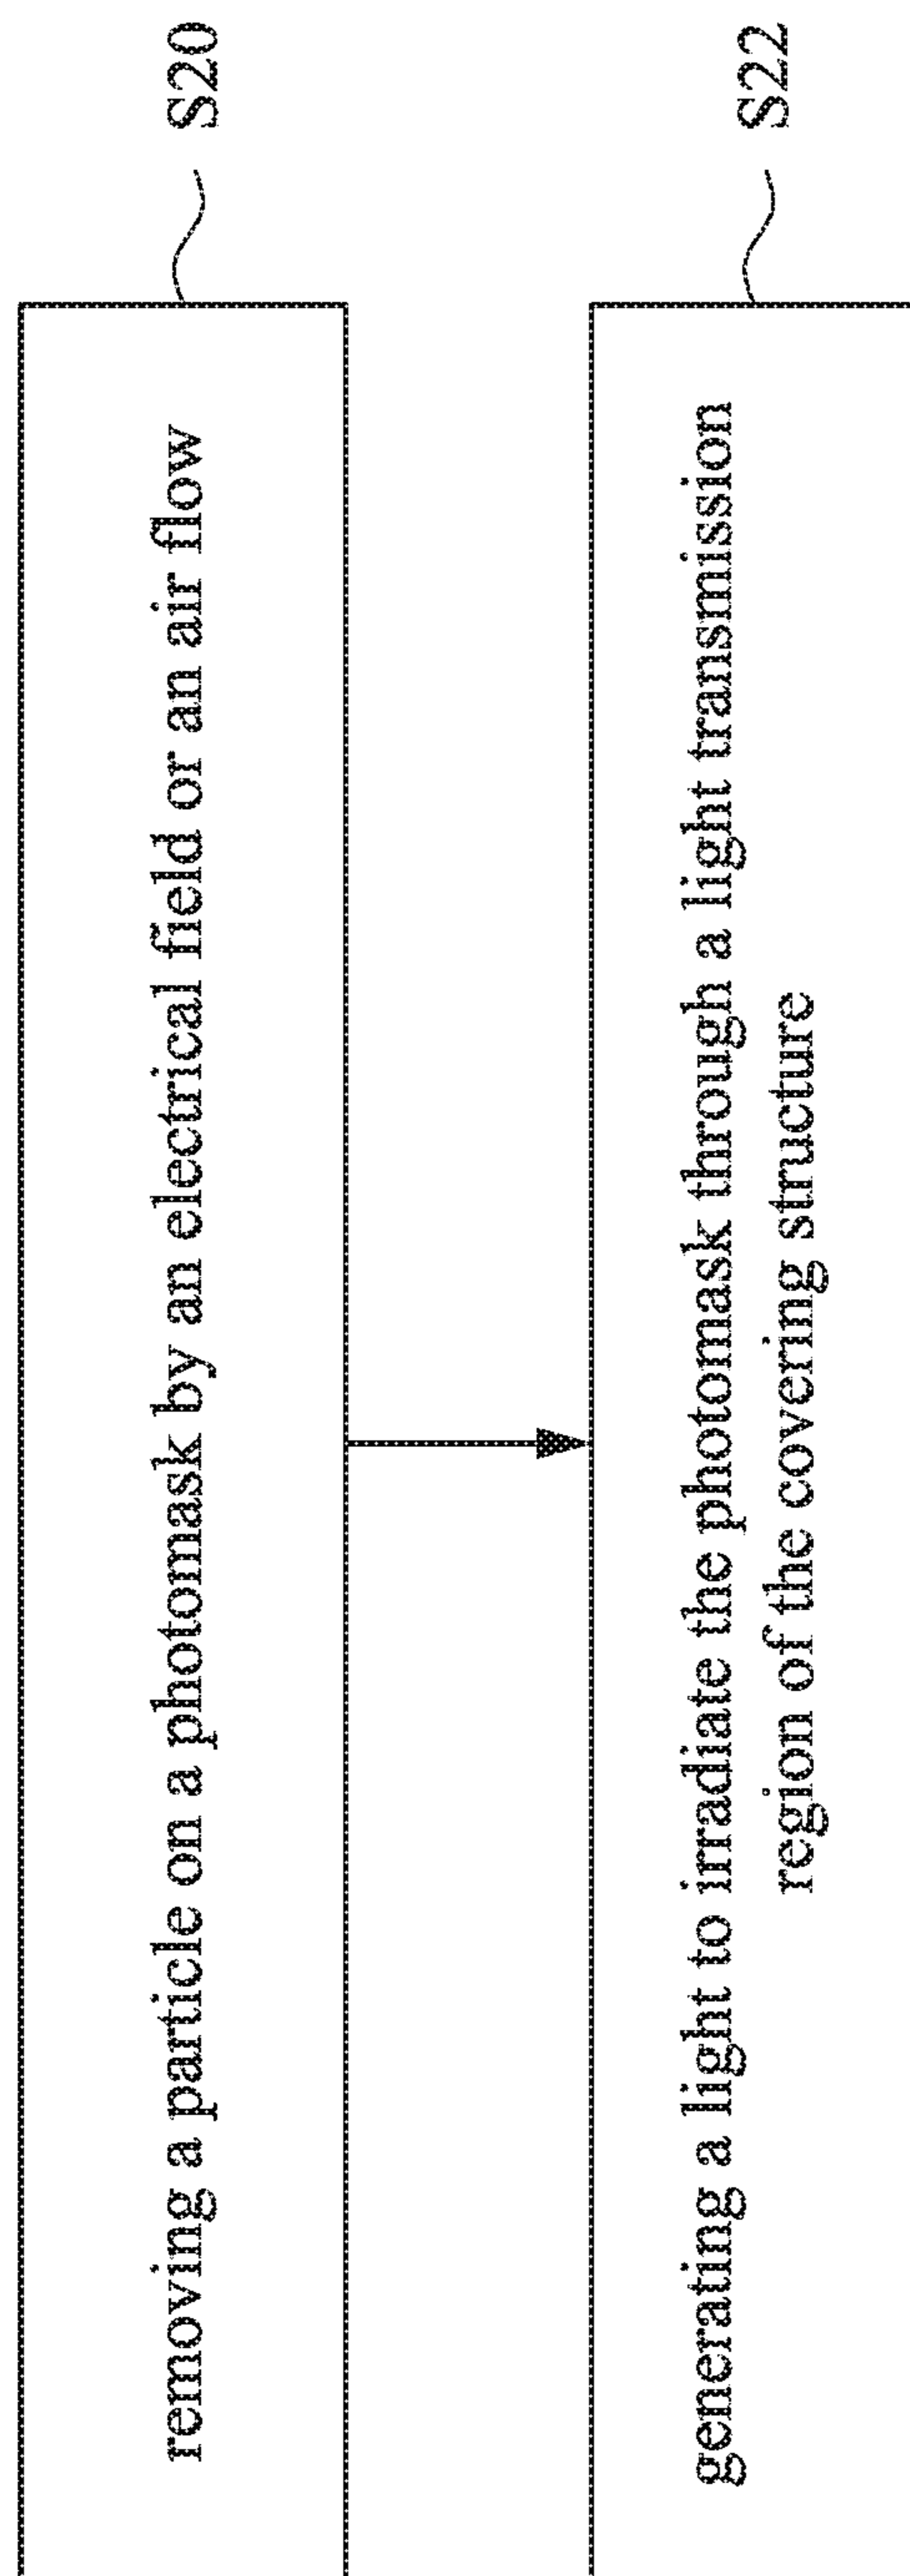 removing a particle on a photomask by an electrical field or an air flow
S20
generating a light to irradiate the photomask through a light transmission
region of the covering structure
S22